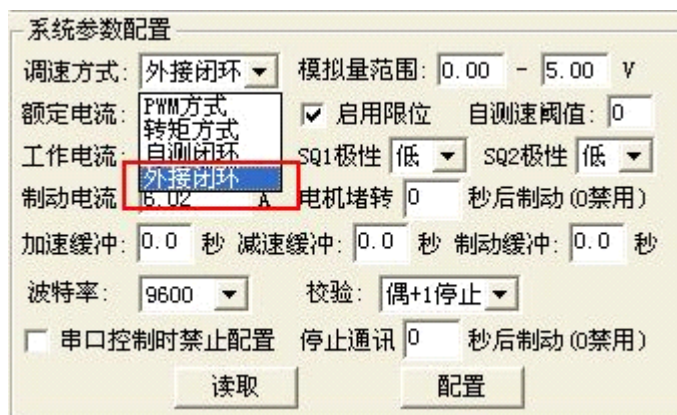 系统参数配置
调速方式: 外接闭环 模拟量范围: 0.00 - 5.00 V
额定电流: PWM方式 启用限位 自测速阀值: 0
转矩方式
工作电流: 自测闭环 SQ1极性 低 SQ2极性 低
外接闭环
制动电流 6.02 A 电机堵转 0 秒后制动(0禁用)
加速缓冲: 0.0 秒 减速缓冲: 0.0 秒 制动缓冲: 0.0 秒
波特率: 9600 校验: 偶+1停止
串口控制时禁止配置 停止通讯 0 秒后制动(0禁用)
读取 配置